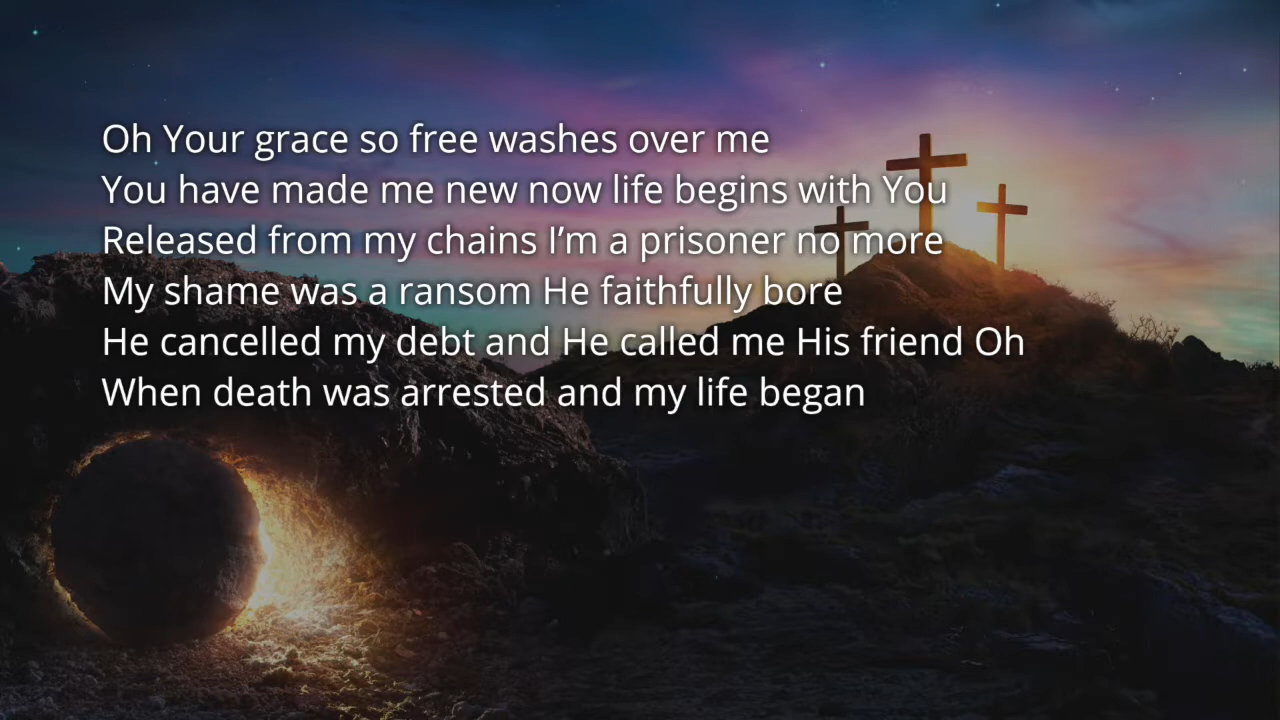 Oh Your grace so free washes over me
You have made me new now life begins with You
Released from my chains I’m a prisoner no more
My shame was a ransom He faithfully bore
He cancelled my debt and He called me His friend Oh
When death was arrested and my life began